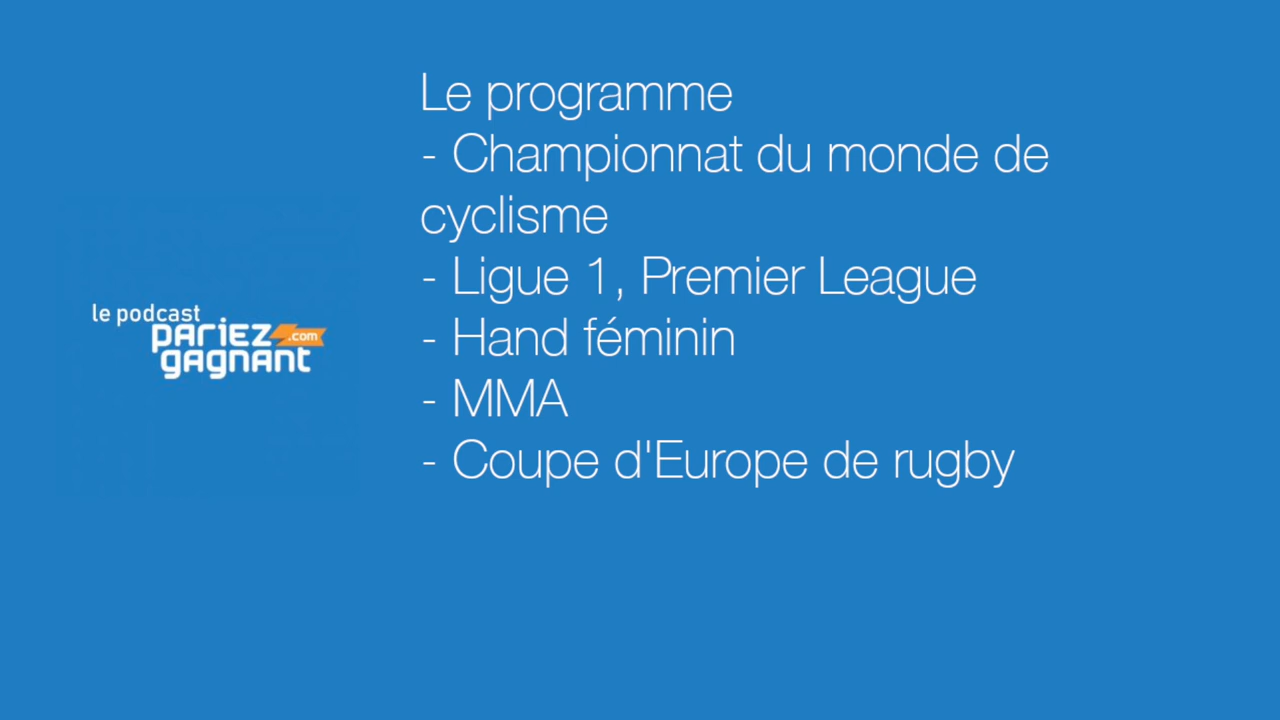 Le programme
- Championnat du monde de
cyclisme
- Ligue 1, Premier League
- Hand féminin
- MMA
- Coupe d'Europe de rugby
le podcast
pariez
.com
gagnant